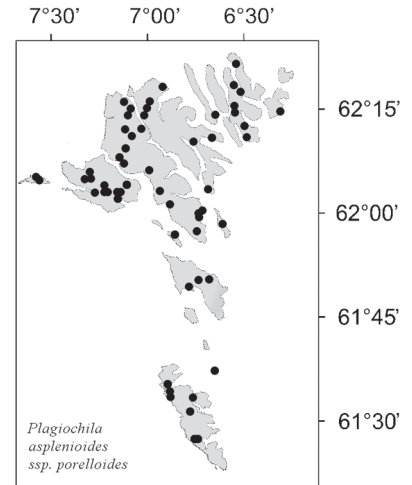 7°30' 7°00' 6°30'
62°15'
62°00'
61°45'
61°30'
Plagiochila
asplenioides
ssp. porelloides